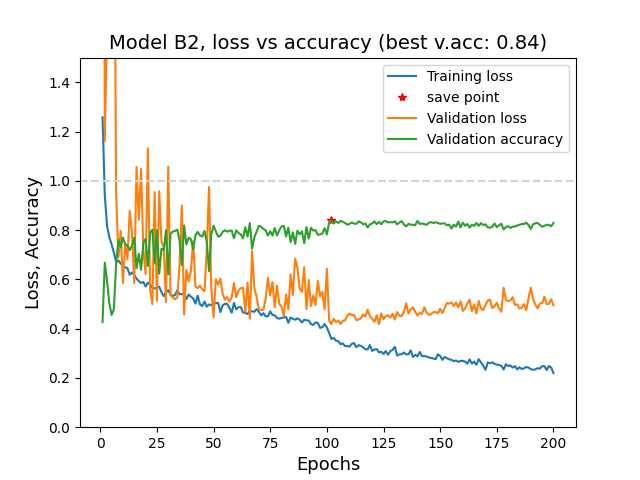 Model B2, loss vs accuracy (best v.acc: 0.84)
Training loss
save point
Validation loss
Validation accuracy
Loss, Accuracy
1.4
1.2
1.0
0.8
0.6
0.4
0.2
0.0
0 25 50 75 100 125 150 175 200
Epochs